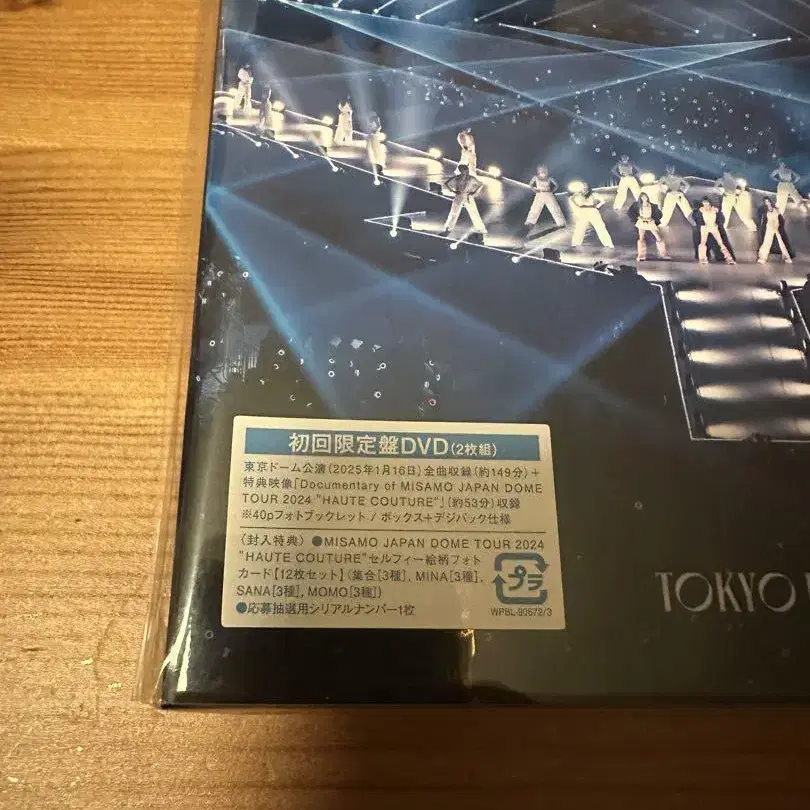 初回限定盤DVD(2枚組)
東京ドーム公演(2025年1月16日)全曲収録(約149分)+
特典映像「Documentary of MISAMO JAPAN DOME
TOUR 2024 "HAUTE COUTURE"」(約53分)収録
※40pフォトブックレット / ボックス+デジパック仕様
〈封入特典〉●MISAMO JAPAN DOME TOUR 2024
"HAUTE COUTURE"セルフィー絵柄フォト
カード【12枚セット】(集合[3種], MINA[3種],
SANA[3種], MOMO[3種])
●応募抽選用シリアルナンバー1枚
プラ
WPBL-90672/3
TOKYO